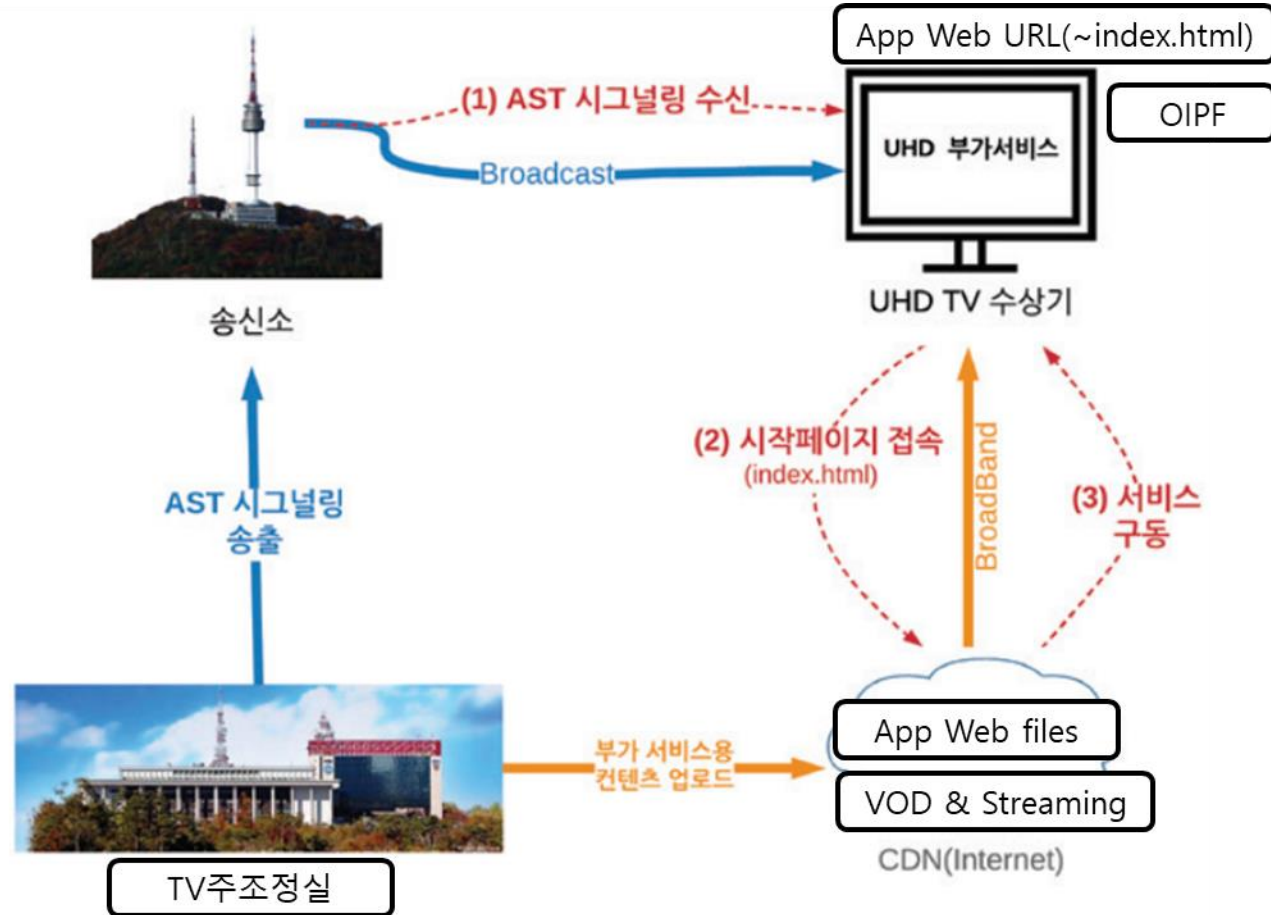 App Web URL(~index.html)
(1) AST 시그널링 수신
OIPF
UHD 부가서비스
Broadcast
UHD TV 수상기
송신소
(2) 시작페이지 접속
(index.html)
BroadBand
(3) 서비스
구동
AST 시그널링
송출
App Web files
부가 서비스용
컨텐츠 업로드
VOD & Streaming
CDN(Internet)
TV주조정실